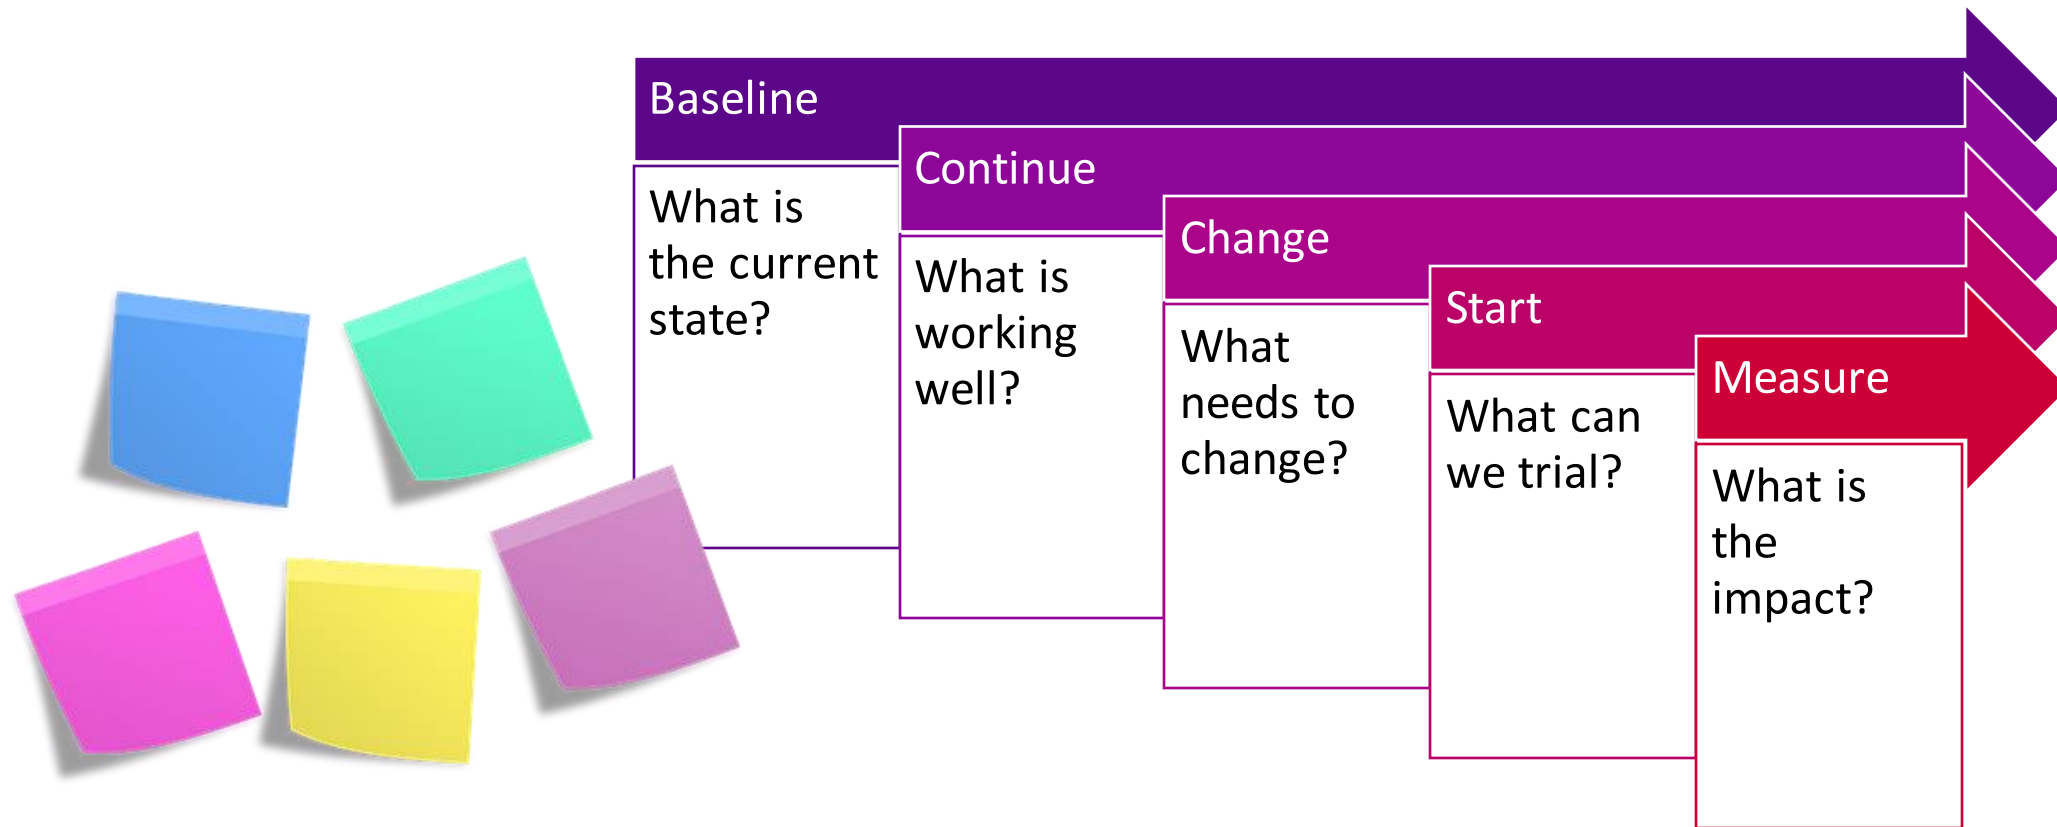 Baseline
What is
the current
state?
Continue
What is
working
well?
Change
What
needs to
change?
Start
What can
we trial?
Measure
What is
the
impact?